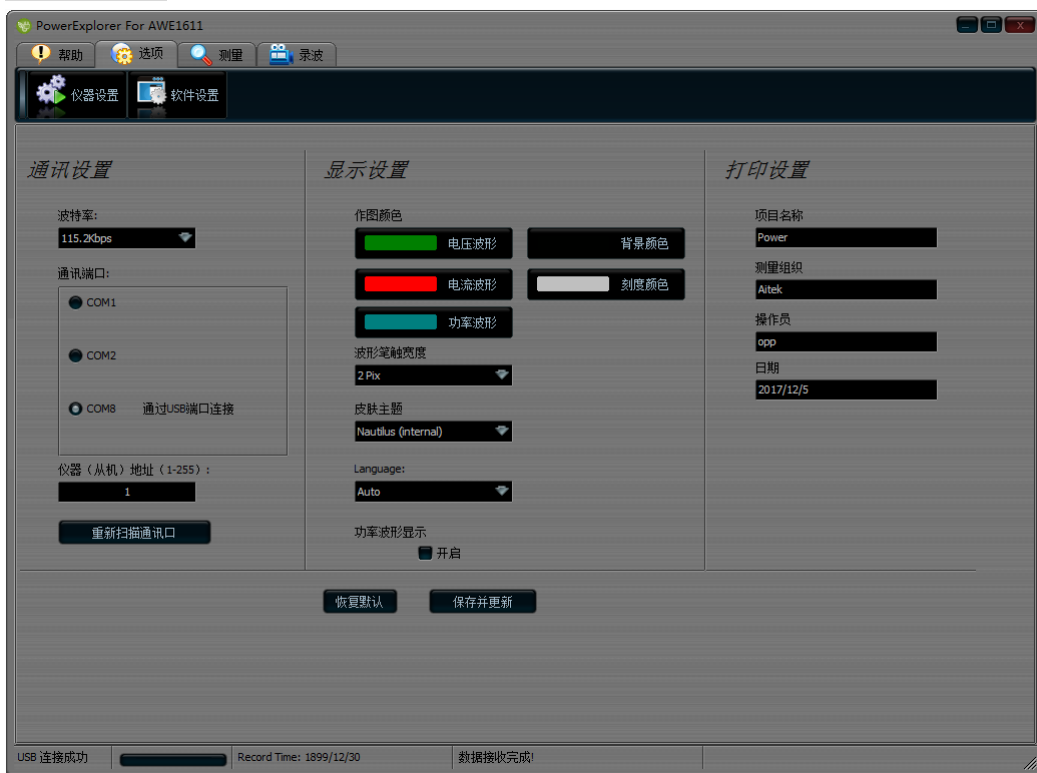 PowerExplorer For AWE1611
帮助 选项 测量 录波
仪器设置 软件设置
通讯设置
波特率:
115.2Kbps
通讯端口:
COM1
COM2
COM8 通过USB端口连接
仪器（从机）地址（1-255）:
1
重新扫描通讯口
显示设置
作图颜色
电压波形 背景颜色
电流波形 刻度颜色
功率波形
波形笔触宽度
2 Pix
皮肤主题
Nautilus (internal)
Language:
Auto
功率波形显示
开启
打印设置
项目名称
Power
测量组织
Aitek
操作员
opp
日期
2017/12/5
恢复默认 保存并更新
USB 连接成功 Record Time: 1899/12/30 数据接收完成!